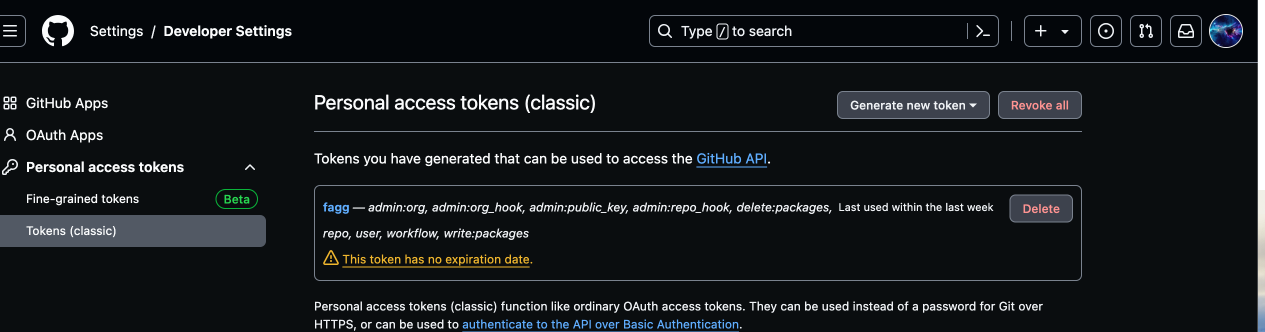 Settings / Developer Settings
Type / to search
GitHub Apps
OAuth Apps
Personal access tokens
Fine-grained tokens Beta
Tokens (classic)
Personal access tokens (classic)
Generate new token
Revoke all
Tokens you have generated that can be used to access the GitHub API.
fagg — admin:org, admin:org_hook, admin:public_key, admin:repo_hook, delete:packages,
repo, user, workflow, write:packages
Last used within the last week
Delete
This token has no expiration date.
Personal access tokens (classic) function like ordinary OAuth access tokens. They can be used instead of a password for Git over
HTTPS, or can be used to authenticate to the API over Basic Authentication.